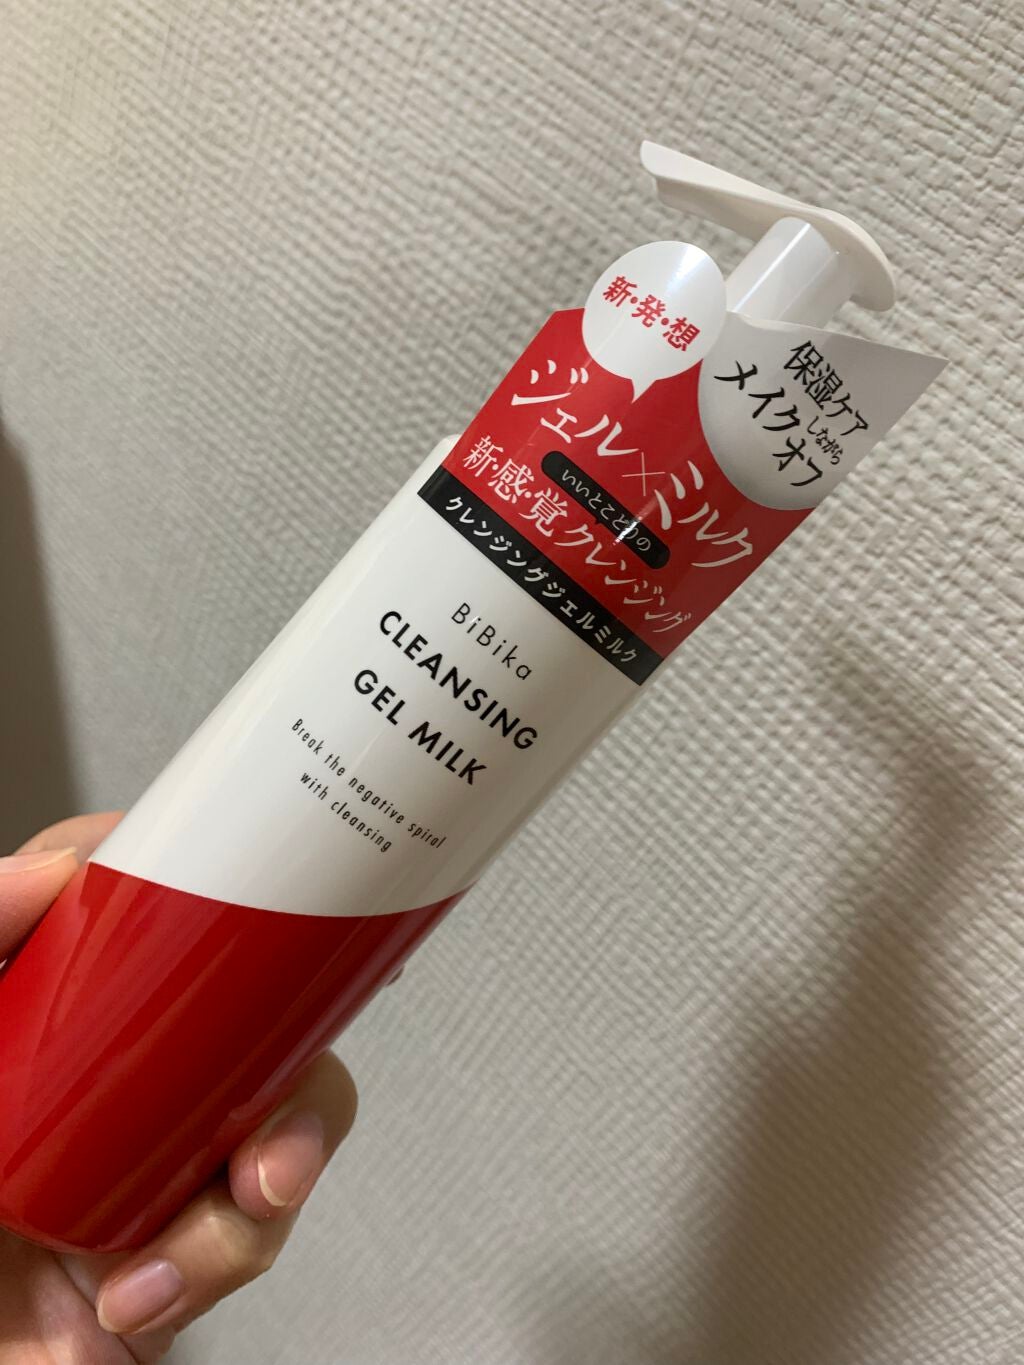 新・発・想
保湿ケア
しながら
メイクオフ
ジェル×ミルク
いいとこどりの
新・感・覚クレンジング
クレンジングジェルミルク
BiBika
CLEANSING
GEL MILK
Break the negative spiral
with cleansing